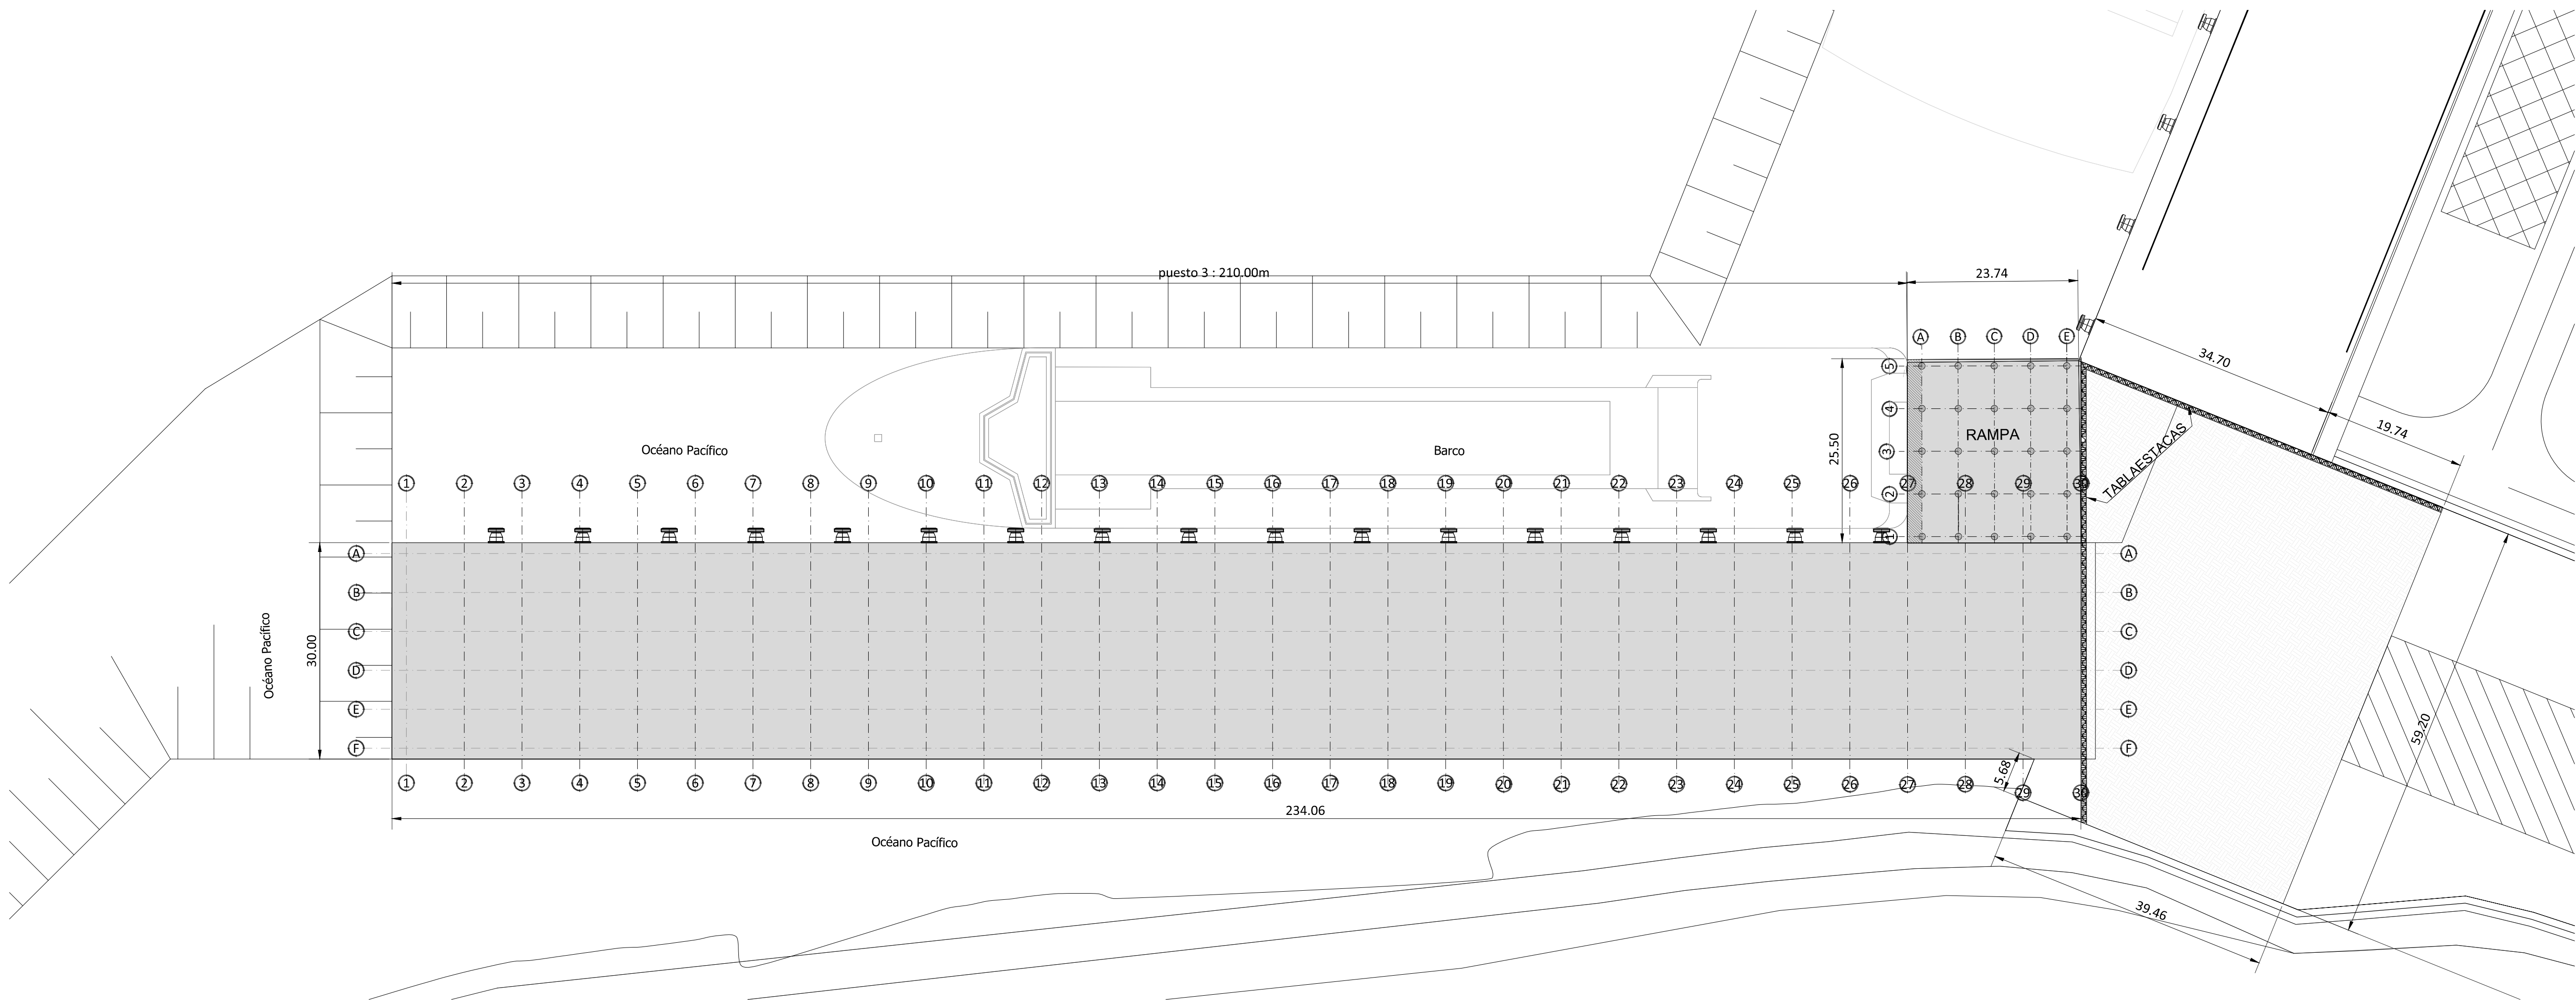 puesto 3 : 210.00m
23.74
A B C D E
34.70
19.74
5
4
3
2
1
RAMPA
25.50
TABLAESTACAS
Océano Pacífico
Barco
1 2 3 4 5 6 7 8 9 10 11 12 13 14 15 16 17 18 19 20 21 22 23 24 25 26 27 28 29 30
A A
B B
C C
D D
E E
F F
30.00
Océano Pacífico
59.20
5.68
1 2 3 4 5 6 7 8 9 10 11 12 13 14 15 16 17 18 19 20 21 22 23 24 25 26 27 28 29 30
234.06
Océano Pacífico
39.46